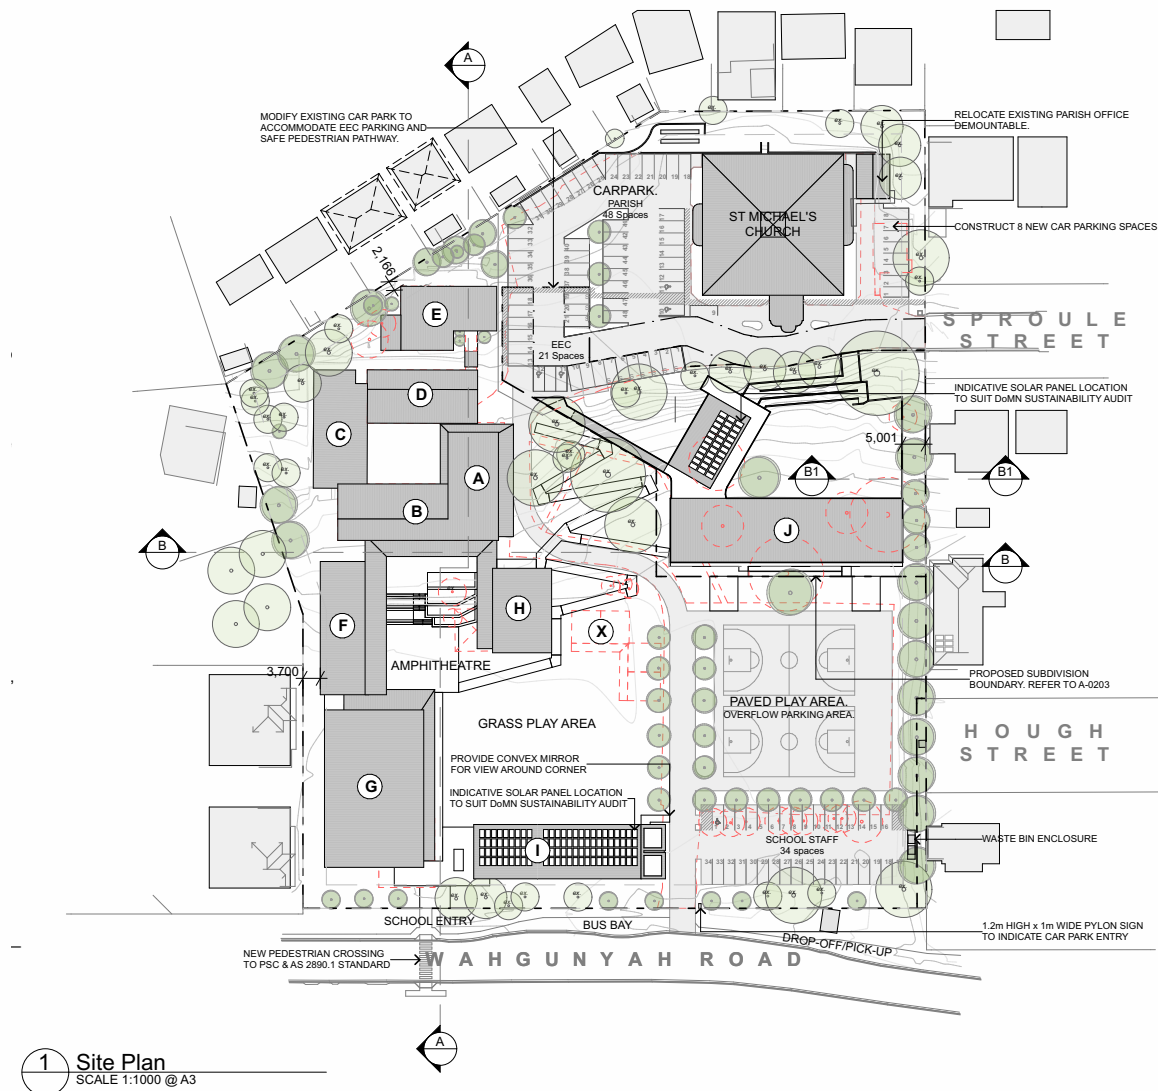 A
MODIFY EXISTING CAR PARK TO
ACCOMMODATE EEC PARKING AND
SAFE PEDESTRIAN PATHWAY.
RELOCATE EXISTING PARISH OFFICE
DEMOUNTABLE.
CARPARK.
PARISH
48 Spaces
ST MICHAEL'S
CHURCH
CONSTRUCT 8 NEW CAR PARKING SPACES
2,166
E
SPROULE
STREET
EEC
21 Spaces
INDICATIVE SOLAR PANEL LOCATION
TO SUIT DoMN SUSTAINABILITY AUDIT
D
C
5,001
A
B1
B1
B
J
B
B
H
F
X
AMPHITHEATRE
3,700
PROPOSED SUBDIVISION
BOUNDARY. REFER TO A-0203
PAVED PLAY AREA.
OVERFLOW PARKING AREA.
GRASS PLAY AREA
HOUGH
STREET
PROVIDE CONVEX MIRROR
FOR VIEW AROUND CORNER
G
INDICATIVE SOLAR PANEL LOCATION
TO SUIT DoMN SUSTAINABILITY AUDIT
I
SCHOOL STAFF
34 spaces
WASTE BIN ENCLOSURE
SCHOOL ENTRY
BUS BAY
DROP-OFF/PICK-UP
1.2m HIGH x 1m WIDE PYLON SIGN
TO INDICATE CAR PARK ENTRY
NEW PEDESTRIAN CROSSING
TO PSC & AS 2890.1 STANDARD
WAHGUNYAH ROAD
A
1
Site Plan
SCALE 1:1000 @ A3